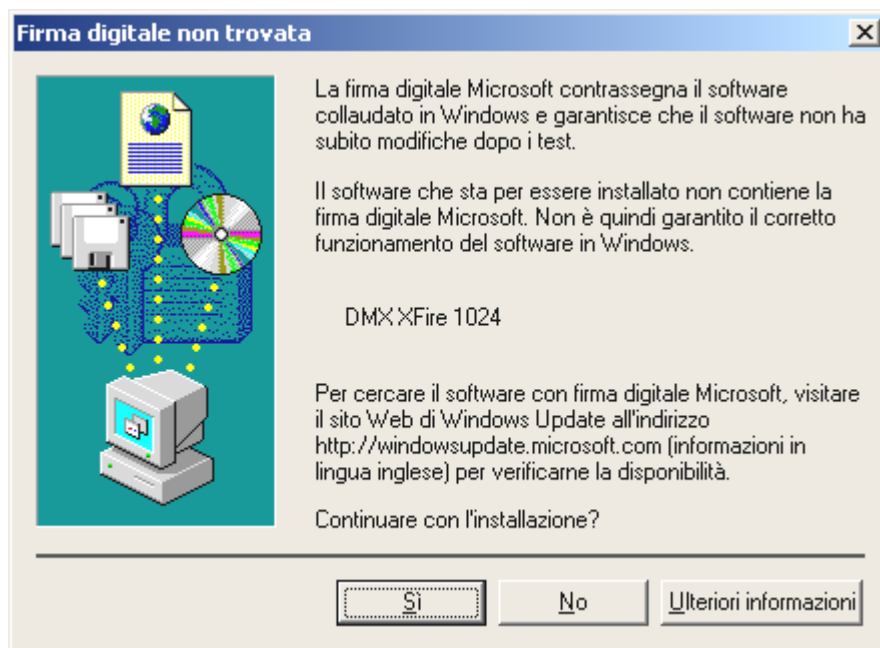 Firma digitale non trovata
La firma digitale Microsoft contrassegna il software
collaudato in Windows e garantisce che il software non ha
subito modifiche dopo i test.
Il software che sta per essere installato non contiene la
firma digitale Microsoft. Non è quindi garantito il corretto
funzionamento del software in Windows.
DMX XFire 1024
Per cercare il software con firma digitale Microsoft, visitare
il sito Web di Windows Update all'indirizzo
http://windowsupdate.microsoft.com (informazioni in
lingua inglese) per verificarne la disponibilità.
Continuare con l'installazione?
Sì No Ulteriori informazioni